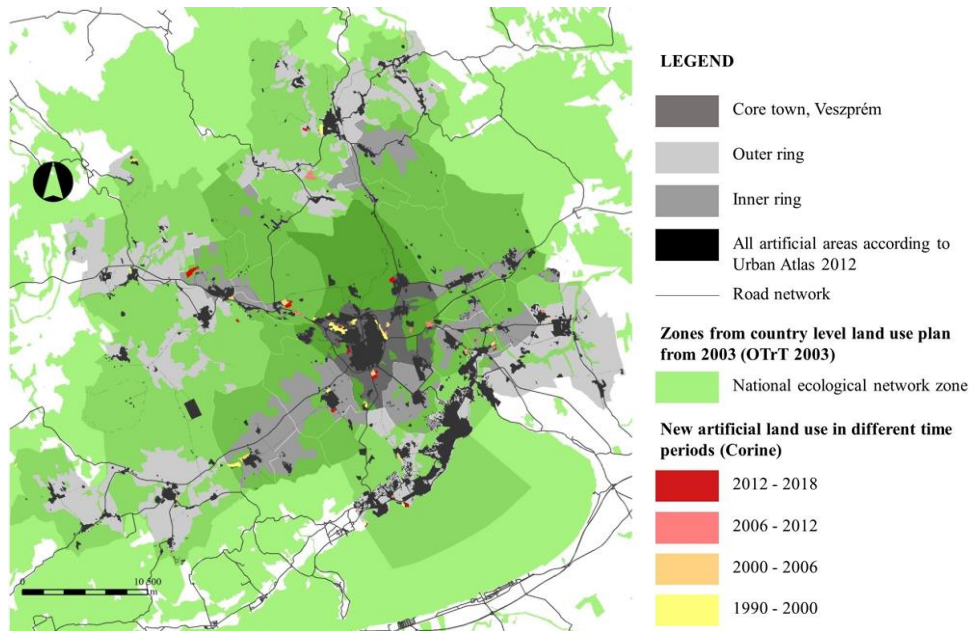 LEGEND
Core town, Veszprém
Outer ring
Inner ring
All artificial areas according to
Urban Atlas 2012
Road network
Zones from country level land use plan
from 2003 (OTrT 2003)
National ecological network zone
New artificial land use in different time
periods (Corine)
2012 - 2018
2006 - 2012
2000 - 2006
1990 - 2000
0 10 500
m